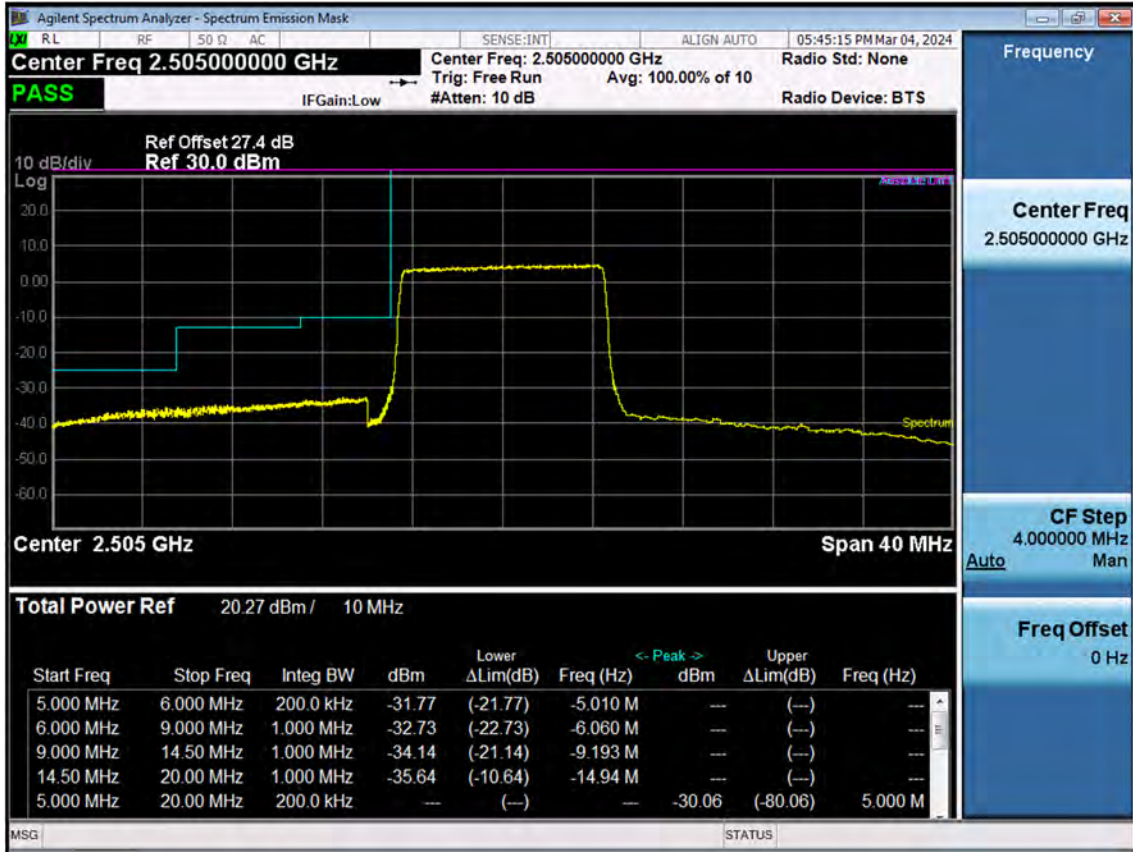 Agilent Spectrum Analyzer - Spectrum Emission Mask
LXI RL RF 50 Ω AC SENSE:INT ALIGN AUTO 05:45:15 PM Mar 04, 2024
Center Freq 2.505000000 GHz
Center Freq: 2.505000000 GHz
Radio Std: None
Trig: Free Run Avg: 100.00% of 10
PASS
IFGain:Low
#Atten: 10 dB
Radio Device: BTS
Ref Offset 27.4 dB
10 dB/div Ref 30.0 dBm
Log
20.0
10.0
0.00
-10.0
-20.0
-30.0
-40.0
Spectrum
-50.0
-60.0
Center 2.505 GHz Span 40 MHz
Total Power Ref 20.27 dBm / 10 MHz
Lower <- Peak -> Upper
Start Freq Stop Freq Integ BW dBm ΔLim(dB) Freq (Hz) dBm ΔLim(dB) Freq (Hz)
5.000 MHz 6.000 MHz 200.0 kHz -31.77 (-21.77) -5.010 M --- (---) ---
6.000 MHz 9.000 MHz 1.000 MHz -32.73 (-22.73) -6.060 M --- (---) ---
9.000 MHz 14.50 MHz 1.000 MHz -34.14 (-21.14) -9.193 M --- (---) ---
14.50 MHz 20.00 MHz 1.000 MHz -35.64 (-10.64) -14.94 M --- (---) ---
5.000 MHz 20.00 MHz 200.0 kHz --- (---) --- -30.06 (-80.06) 5.000 M
MSG STATUS
Frequency
Center Freq
2.505000000 GHz
CF Step
4.000000 MHz
Auto Man
Freq Offset
0 Hz